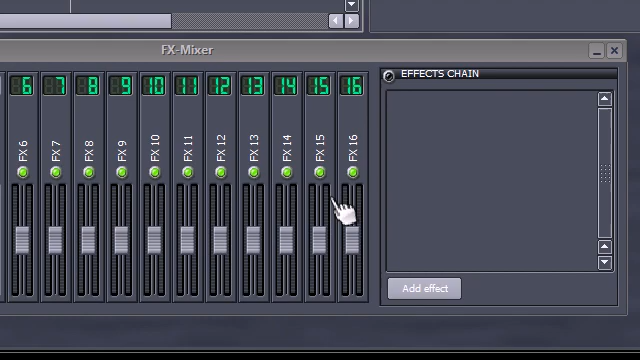 FX-Mixer
6 7 8 9 10 11 12 13 14 15 16
EFFECTS CHAIN
FX 6 FX 7 FX 8 FX 9 FX 10 FX 11 FX 12 FX 13 FX 14 FX 15 FX 16
Add effect